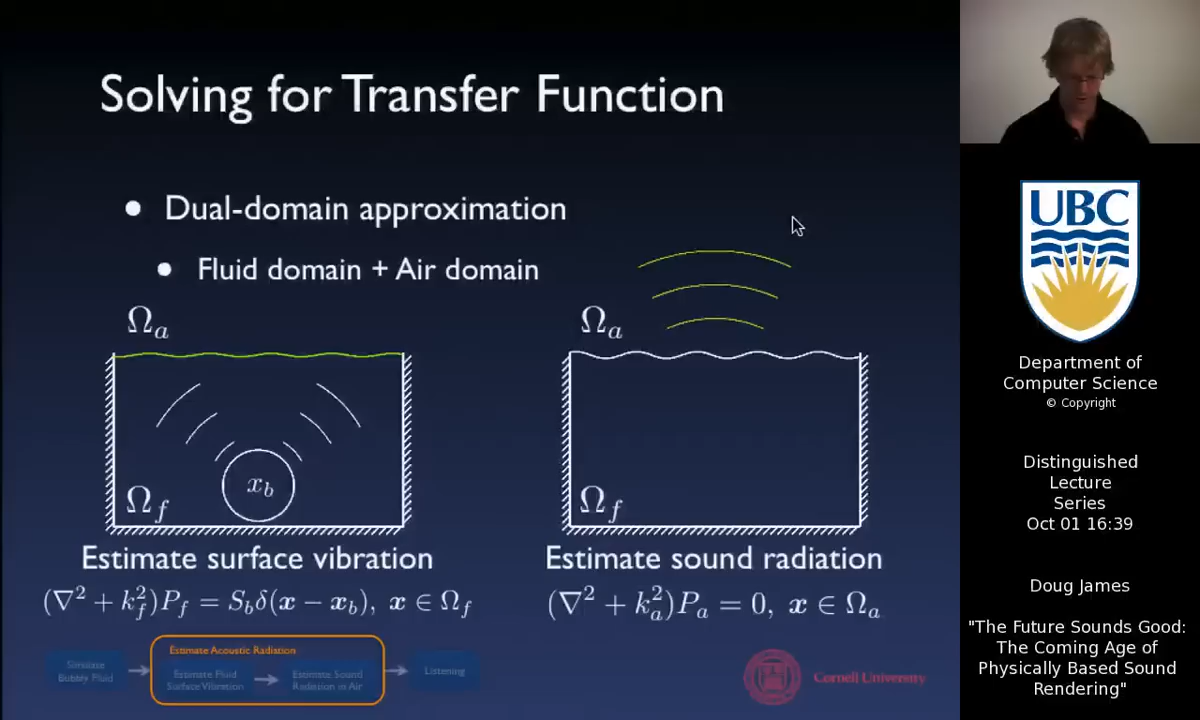 Solving for Transfer Function
● Dual-domain approximation
● Fluid domain + Air domain
Ωₐ
x_b
Ω_f
Estimate surface vibration
(∇² + k_f²)P_f = S_bδ(𝒙 − 𝒙_b), 𝒙 ∈ Ω_f
Ωₐ
Ω_f
Estimate sound radiation
(∇² + k_a²)P_a = 0, 𝒙 ∈ Ω_a
Simulate
Bubbly Fluid
Estimate Acoustic Radiation
Estimate Fluid
Surface Vibration
Estimate Sound
Radiation in Air
Listening
Cornell University
UBC
Department of
Computer Science
© Copyright
Distinguished
Lecture
Series
Oct 01 16:39
Doug James
"The Future Sounds Good:
The Coming Age of
Physically Based Sound
Rendering"